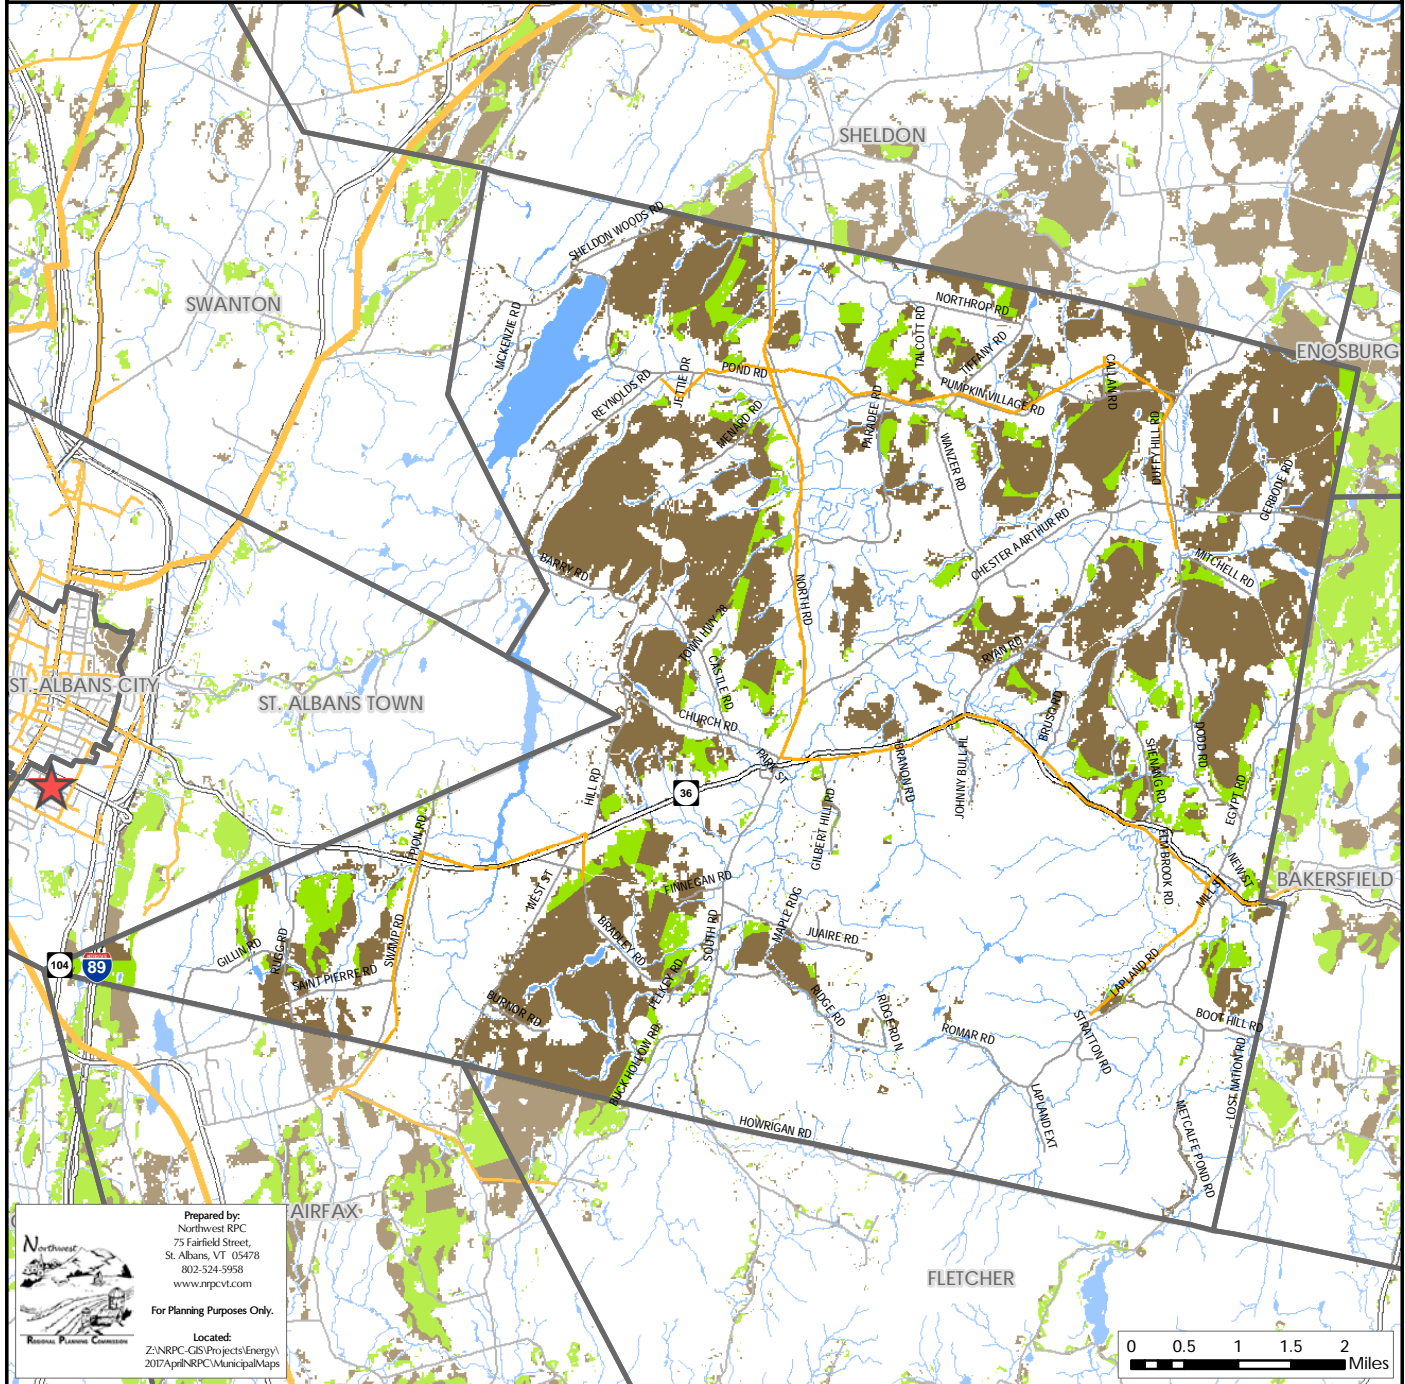 SHELDON
SHELDON WOODS RD
SWANTON
MCKENZIE RD
NORTHROP RD
TALCOTT RD
TIFFANY RD
ENOSBURG
CALLAN RD
POND RD
JETTIE DR
REYNOLDS RD
PUMPKIN VILLAGE RD
MENARD RD
PARADEE RD
WANZER RD
DUFFY HILL RD
GERBODE RD
CHESTER A ARTHUR RD
BARRY RD
MITCHELL RD
NORTH RD
TOWN HWY 28
RYAN RD
CASTLE RD
ST. ALBANS CITY
ST. ALBANS TOWN
CHURCH RD
BRUSO RD
DODD RD
SHENANG RD
PARK ST
BRANON RD
JOHNNY BULL HL
HILL RD
36
EGYPT RD
GILBERT HILL RD
PION RD
ELM BROOK RD
NEW ST
BAKERSFIELD
WEST ST
FINNEGAN RD
MILL ST
MAPLE RDG
SOUTH RD
BRADLEY RD
JUAIRE RD
SWAMP RD
RUGG RD
GILLIN RD
104
89
SAINT PIERRE RD
PELKEY RD
LAPLAND RD
BURNOR RD
RIDGE RD
RIDGE RD N
BOOT HILL RD
ROMAR RD
STRATTON RD
BUCK HOLLOW RD
LOST NATION RD
LAPLAND EXT
HOWRIGAN RD
METCALFE POND RD
FAIRFAX
FLETCHER
Northwest
REGIONAL PLANNING COMMISSION
Prepared by:
Northwest RPC
75 Fairfield Street,
St. Albans, VT 05478
802-524-5958
www.nrpcvt.com
For Planning Purposes Only.
Located:
Z:\NRPC-GIS\Projects\Energy\
2017AprilNRPC\MunicipalMaps
0 0.5 1 1.5 2
Miles